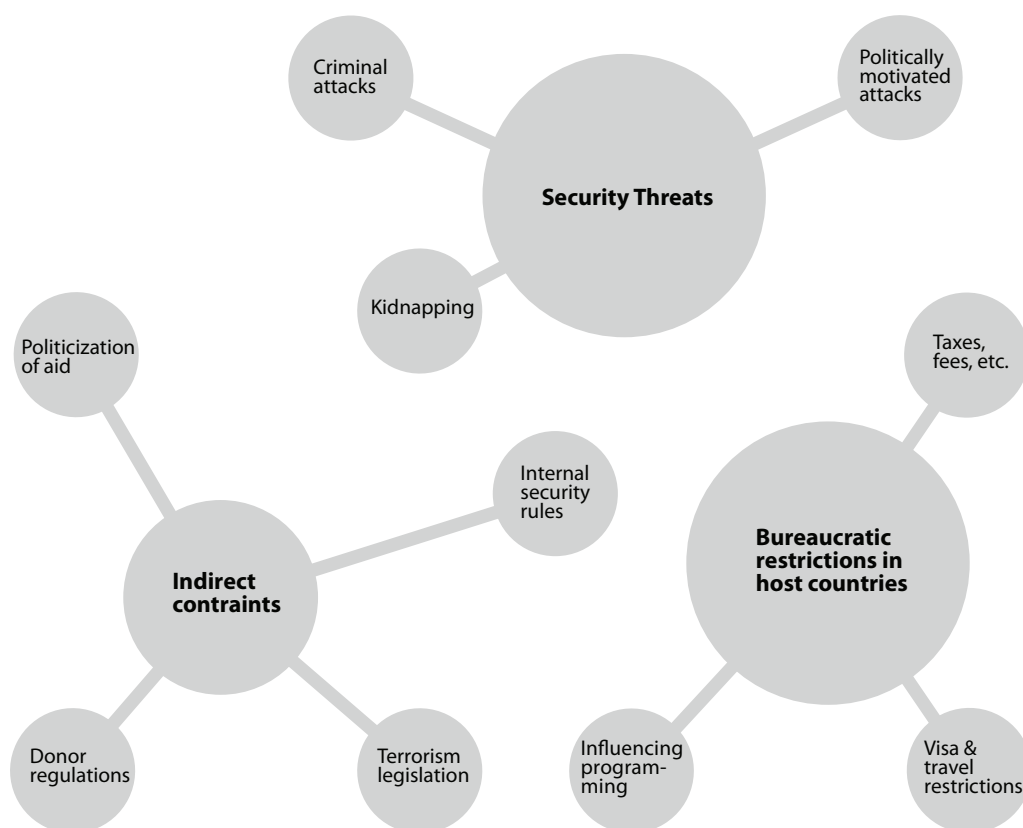 Criminal
attacks
Politically
motivated
attacks
Security Threats
Kidnapping
Politicization
of aid
Taxes,
fees, etc.
Internal
security
rules
Bureaucratic
restrictions in
host countries
Indirect
contraints
Donor
regulations
Terrorism
legislation
Influencing
program-
ming
Visa &
travel
restrictions